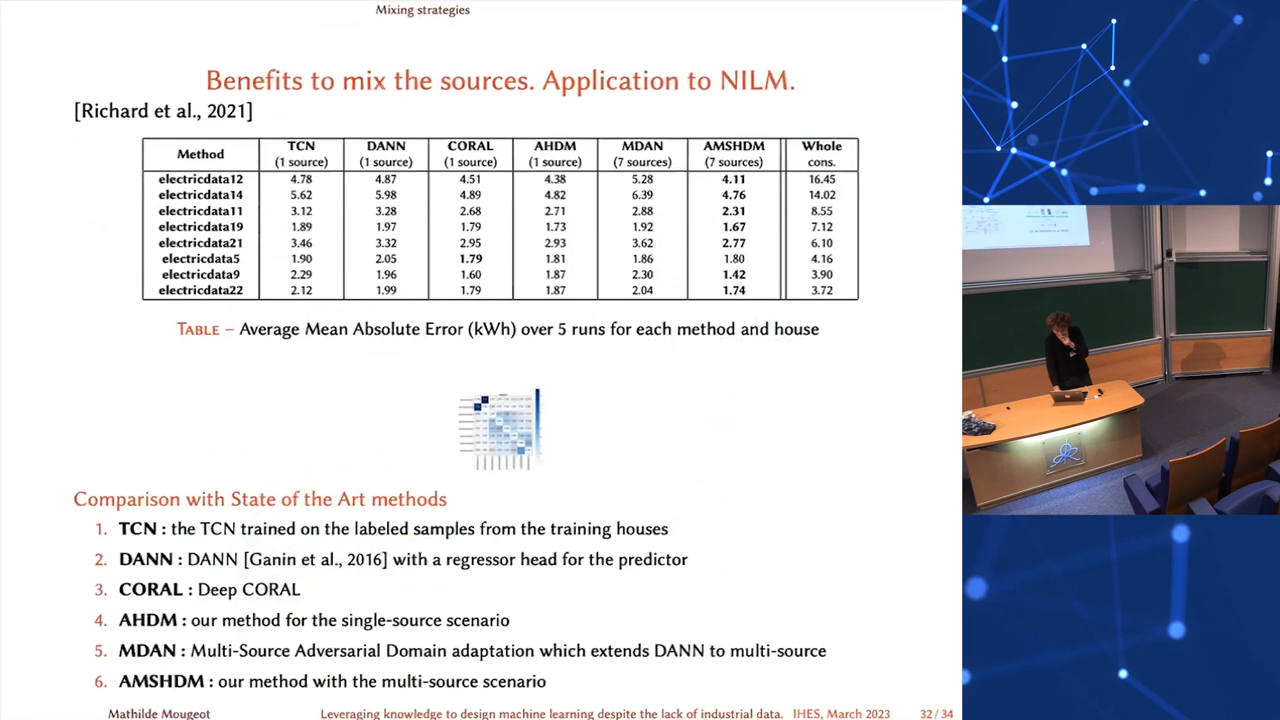 Mixing strategies
Benefits to mix the sources. Application to NILM.
[Richard et al., 2021]
Method TCN (1 source) DANN (1 source) CORAL (1 source) AHDM (1 source) MDAN (7 sources) AMSHDM (7 sources) Whole cons.
electricdata12 4.78 4.87 4.51 4.38 5.28 4.11 16.45
electricdata14 5.62 5.98 4.89 4.82 6.39 4.76 14.02
electricdata11 3.12 3.28 2.68 2.71 2.88 2.31 8.55
electricdata19 1.89 1.97 1.79 1.73 1.92 1.67 7.12
electricdata21 3.46 3.32 2.95 2.93 3.62 2.77 6.10
electricdata5 1.90 2.05 1.79 1.81 1.86 1.80 4.16
electricdata9 2.29 1.96 1.60 1.87 2.30 1.42 3.90
electricdata22 2.12 1.99 1.79 1.87 2.04 1.74 3.72
TABLE – Average Mean Absolute Error (kWh) over 5 runs for each method and house
Comparison with State of the Art methods
1. TCN : the TCN trained on the labeled samples from the training houses
2. DANN : DANN [Ganin et al., 2016] with a regressor head for the predictor
3. CORAL : Deep CORAL
4. AHDM : our method for the single-source scenario
5. MDAN : Multi-Source Adversarial Domain adaptation which extends DANN to multi-source
6. AMSHDM : our method with the multi-source scenario
Mathilde Mougeot Leveraging knowledge to design machine learning despite the lack of industrial data. IHES, March 2023 32 / 34